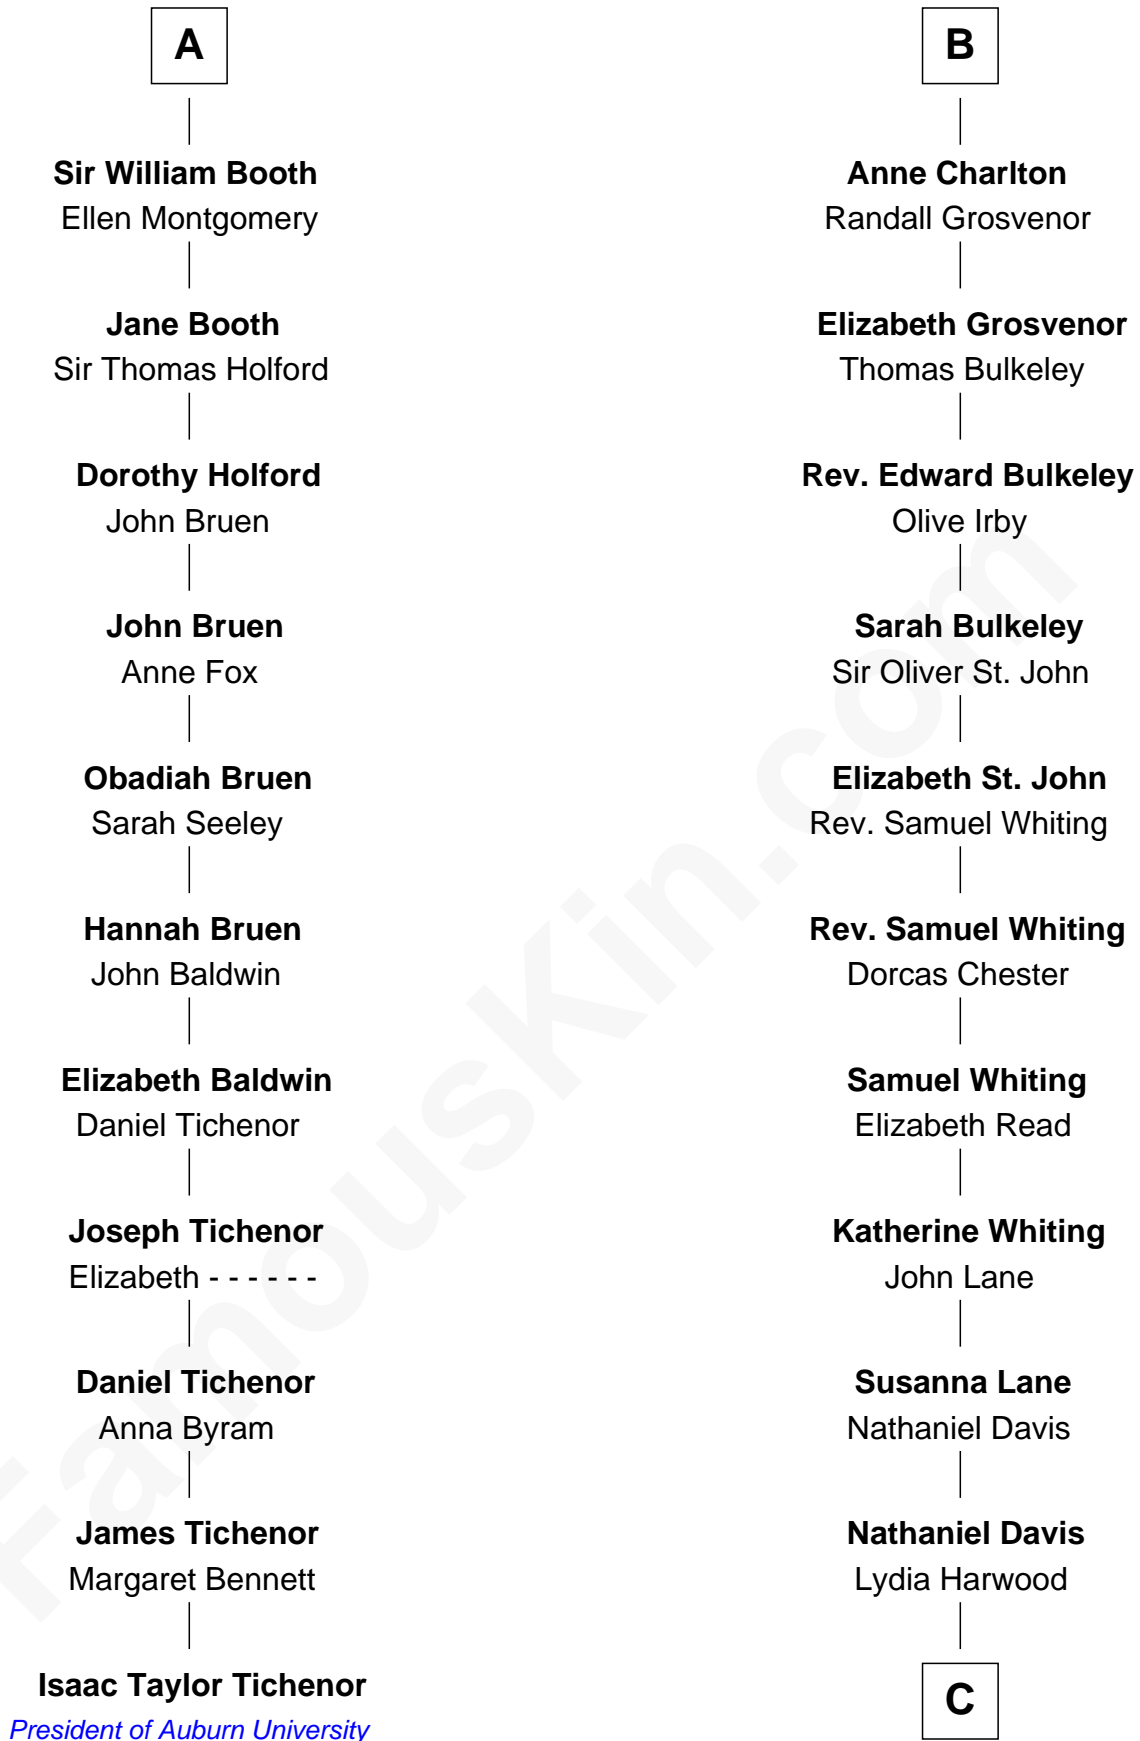 A
Sir William Booth
Ellen Montgomery
Jane Booth
Sir Thomas Holford
Dorothy Holford
John Bruen
John Bruen
Anne Fox
Obadiah Bruen
Sarah Seeley
Hannah Bruen
John Baldwin
Elizabeth Baldwin
Daniel Tichenor
Joseph Tichenor
Elizabeth - - - - - -
Daniel Tichenor
Anna Byram
James Tichenor
Margaret Bennett
Isaac Taylor Tichenor
President of Auburn University
B
Anne Charlton
Randall Grosvenor
Elizabeth Grosvenor
Thomas Bulkeley
Rev. Edward Bulkeley
Olive Irby
Sarah Bulkeley
Sir Oliver St. John
Elizabeth St. John
Rev. Samuel Whiting
Rev. Samuel Whiting
Dorcas Chester
Samuel Whiting
Elizabeth Read
Katherine Whiting
John Lane
Susanna Lane
Nathaniel Davis
Nathaniel Davis
Lydia Harwood
C
FamousKin.com